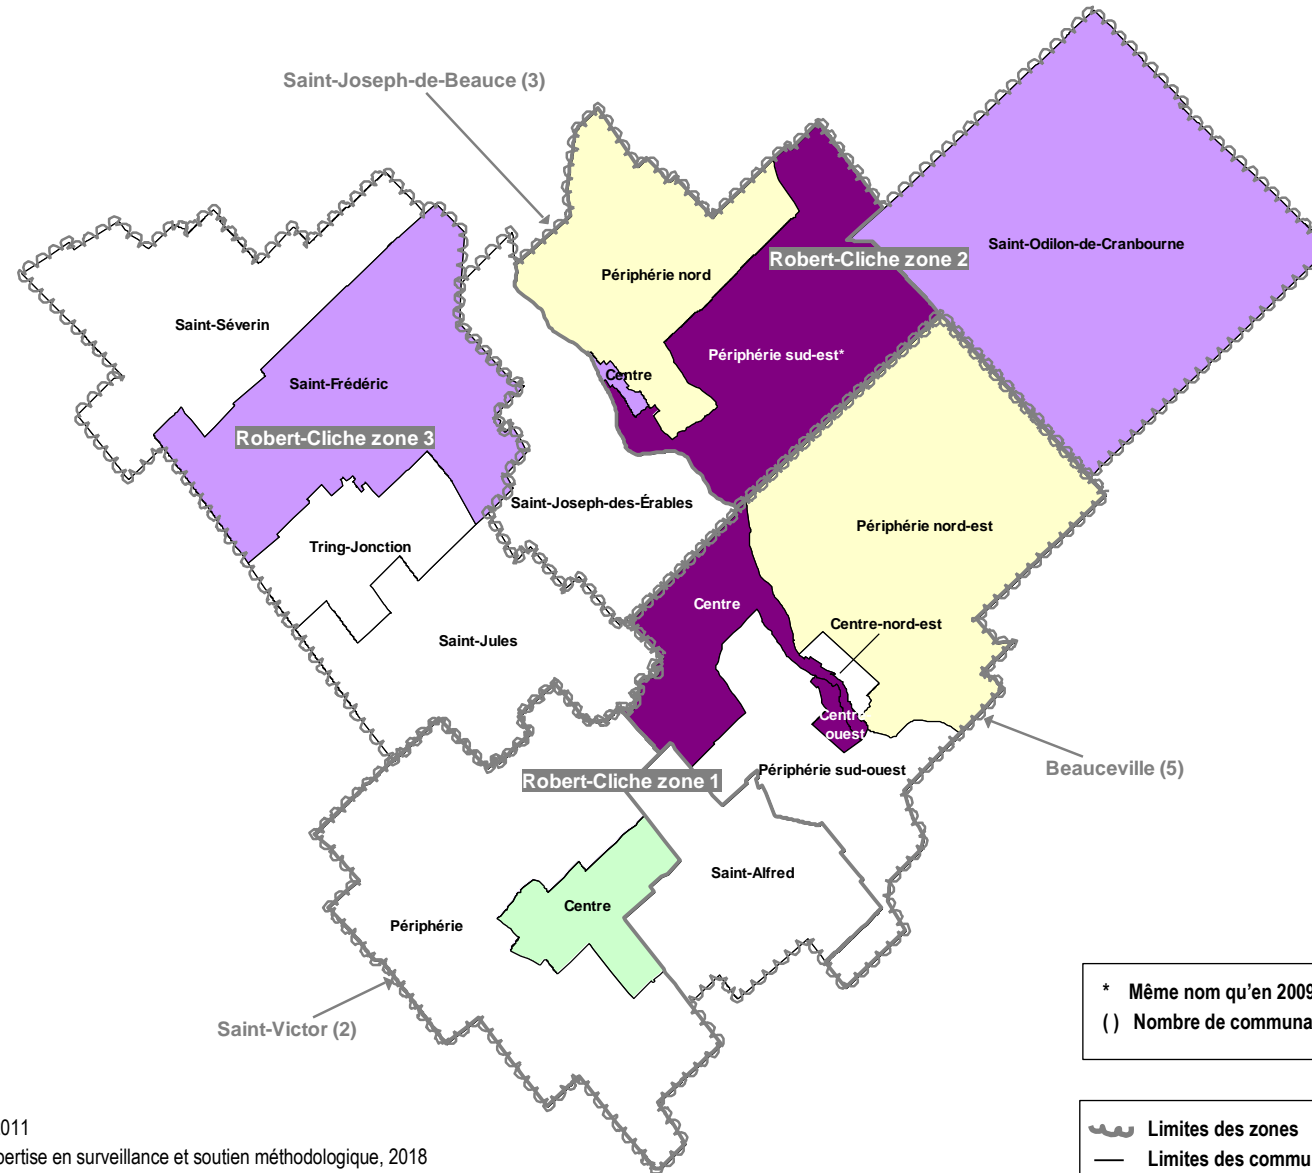 Saint-Joseph-de-Beauce (3)
Saint-Odilon-de-Cranbourne
Robert-Cliche zone 2
Périphérie nord
Saint-Séverin
Périphérie sud-est*
Centre
Saint-Frédéric
Robert-Cliche zone 3
Saint-Joseph-des-Érables
Périphérie nord-est
Tring-Jonction
Centre
Centre-nord-est
Saint-Jules
Centre
ouest
Périphérie sud-ouest
Beauceville (5)
Robert-Cliche zone 1
Saint-Alfred
Centre
Périphérie
Saint-Victor (2)
* Même nom qu'en 2009
( ) Nombre de communa
011
pertise en surveillance et soutien méthodologique, 2018
Limites des zones
Limites des commu